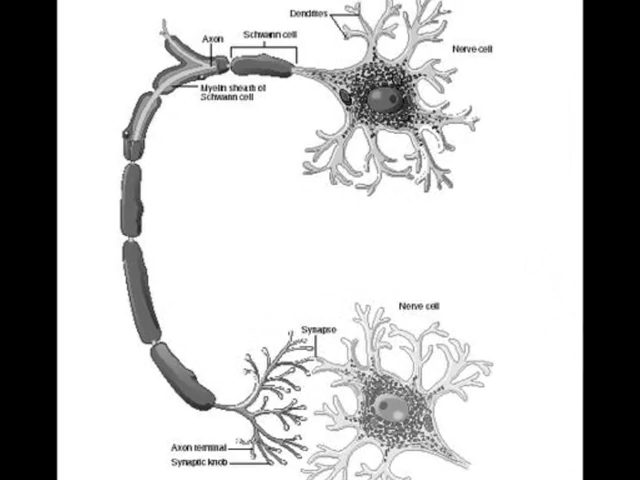 Dendrites
Schwann cell
Axon
Nerve cell
Myelin sheath of
Schwann cell
Nerve cell
Synapse
Axon terminal
Synaptic knob